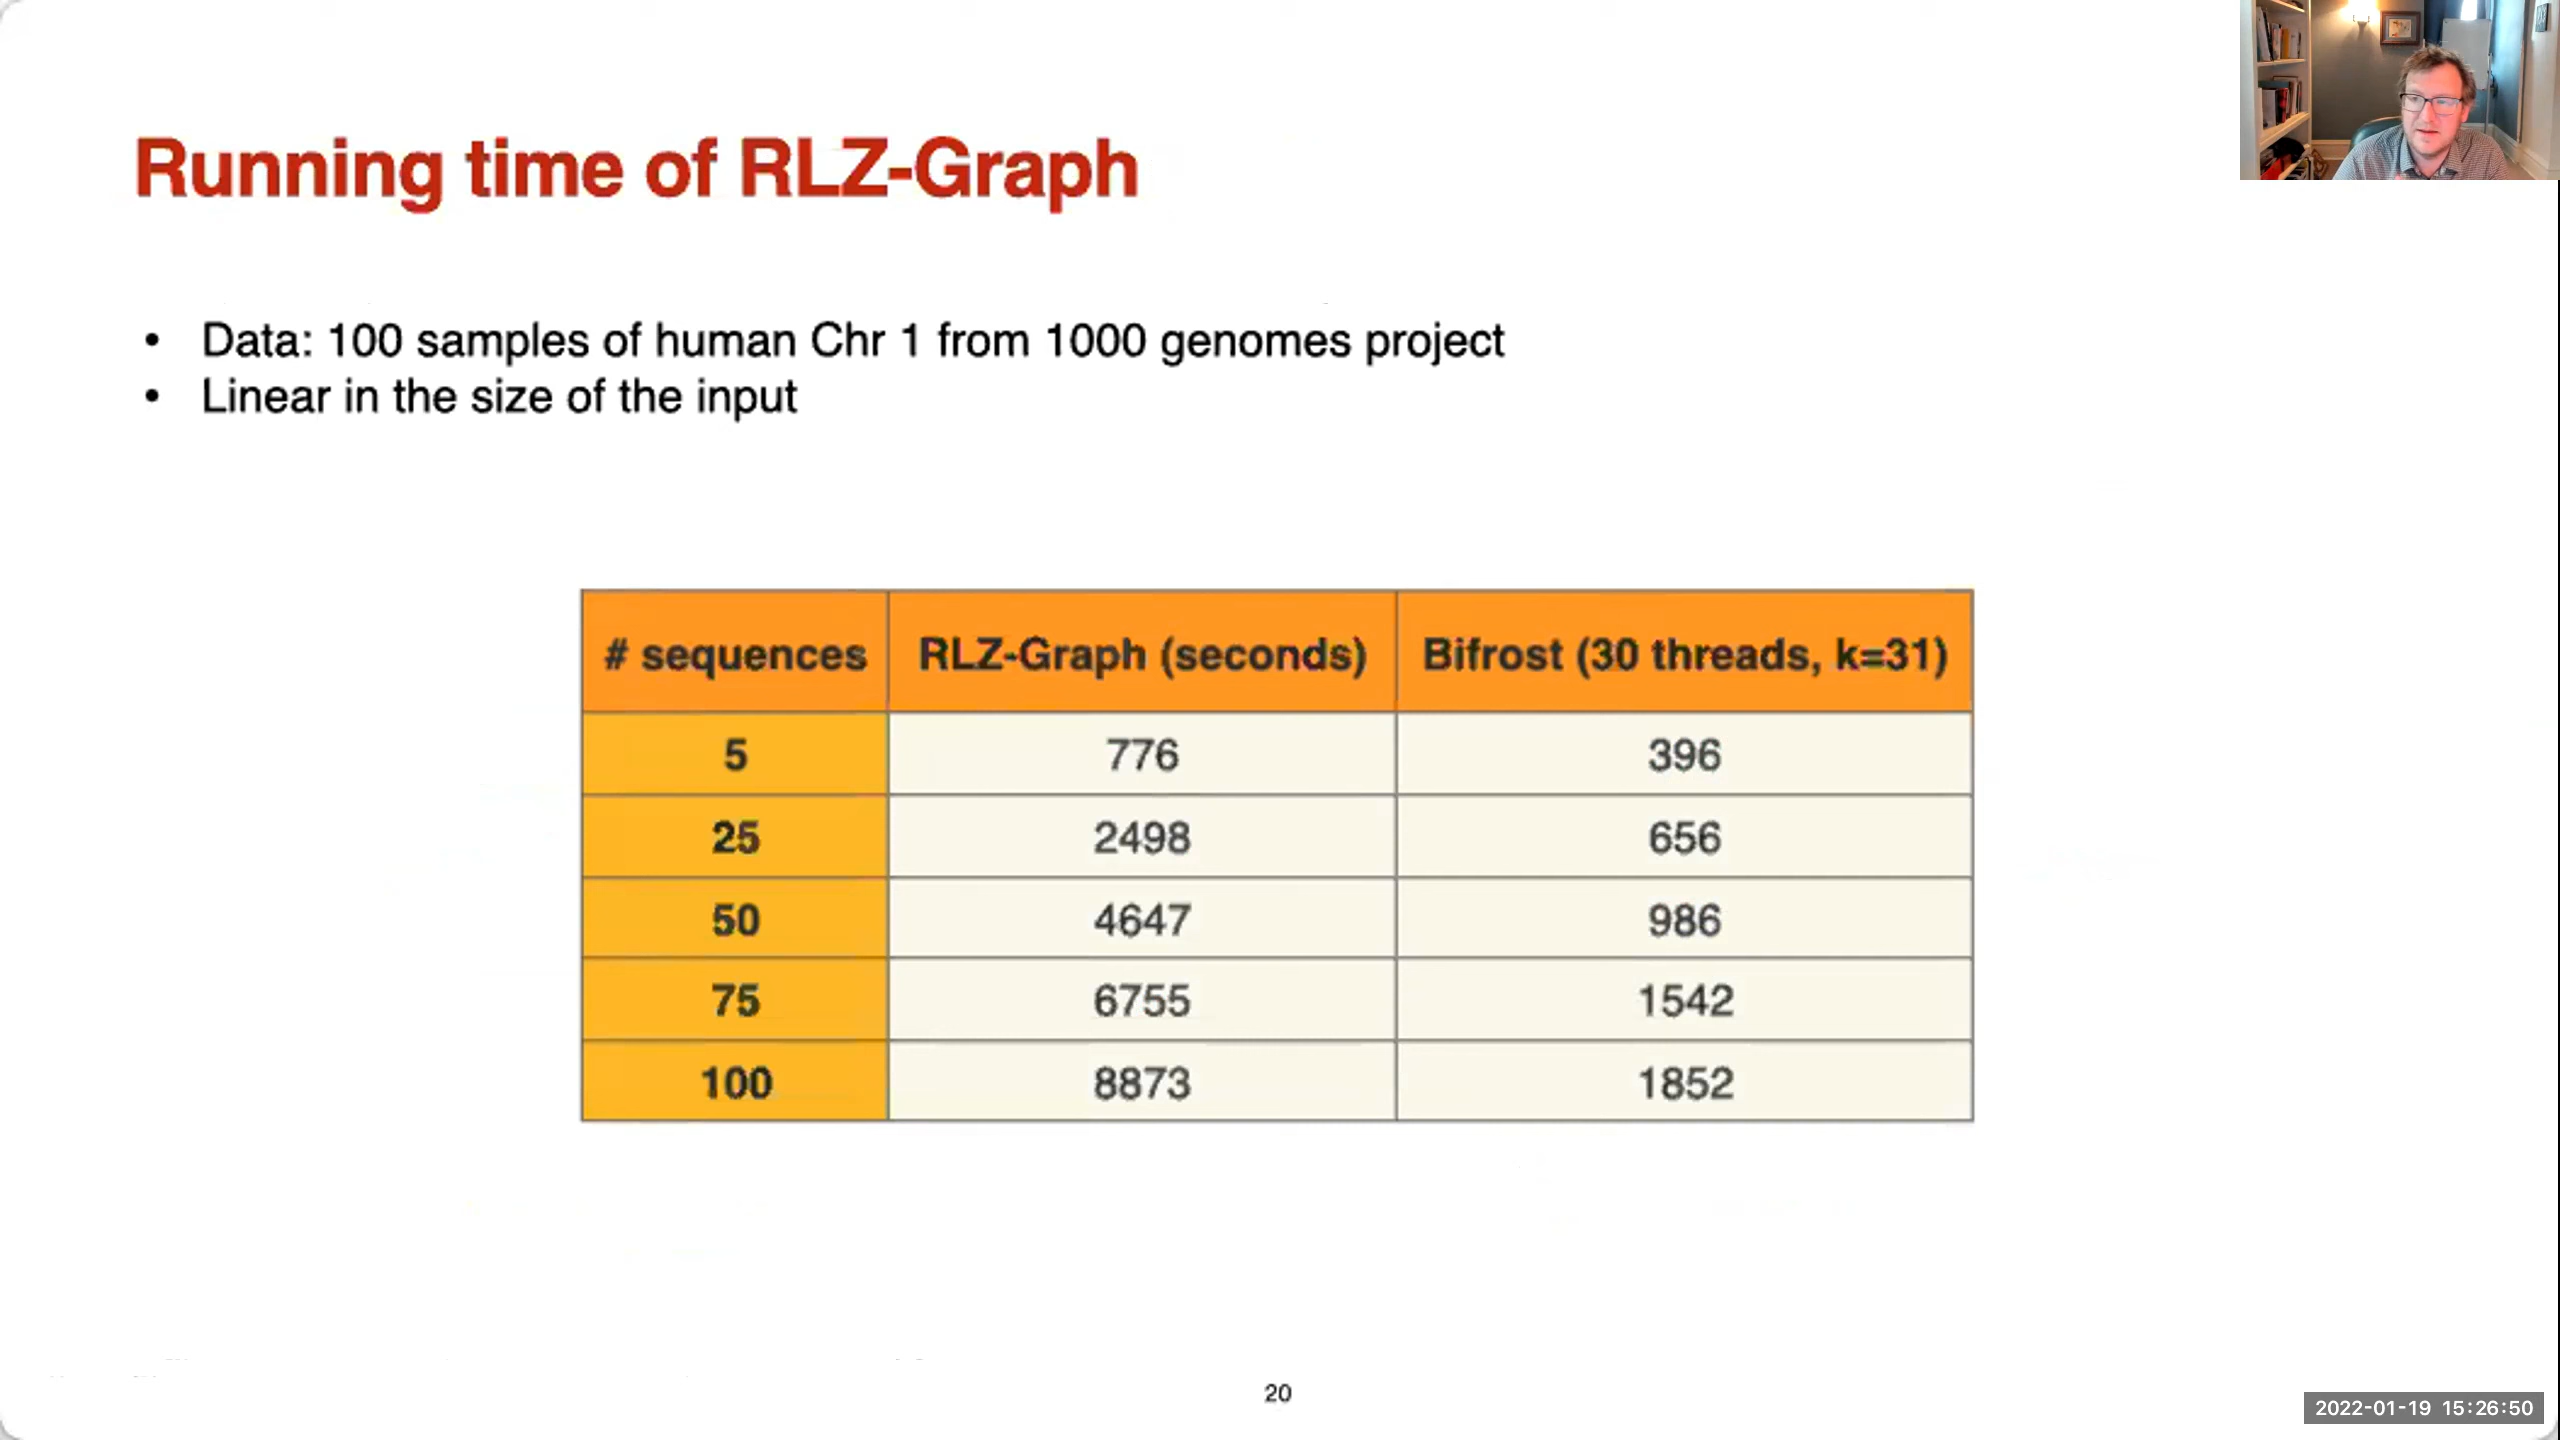 Running time of RLZ-Graph
• Data: 100 samples of human Chr 1 from 1000 genomes project
• Linear in the size of the input
# sequences RLZ-Graph (seconds) Bifrost (30 threads, k=31)
5 776 396
25 2498 656
50 4647 986
75 6755 1542
100 8873 1852
20
2022-01-19 15:26:50